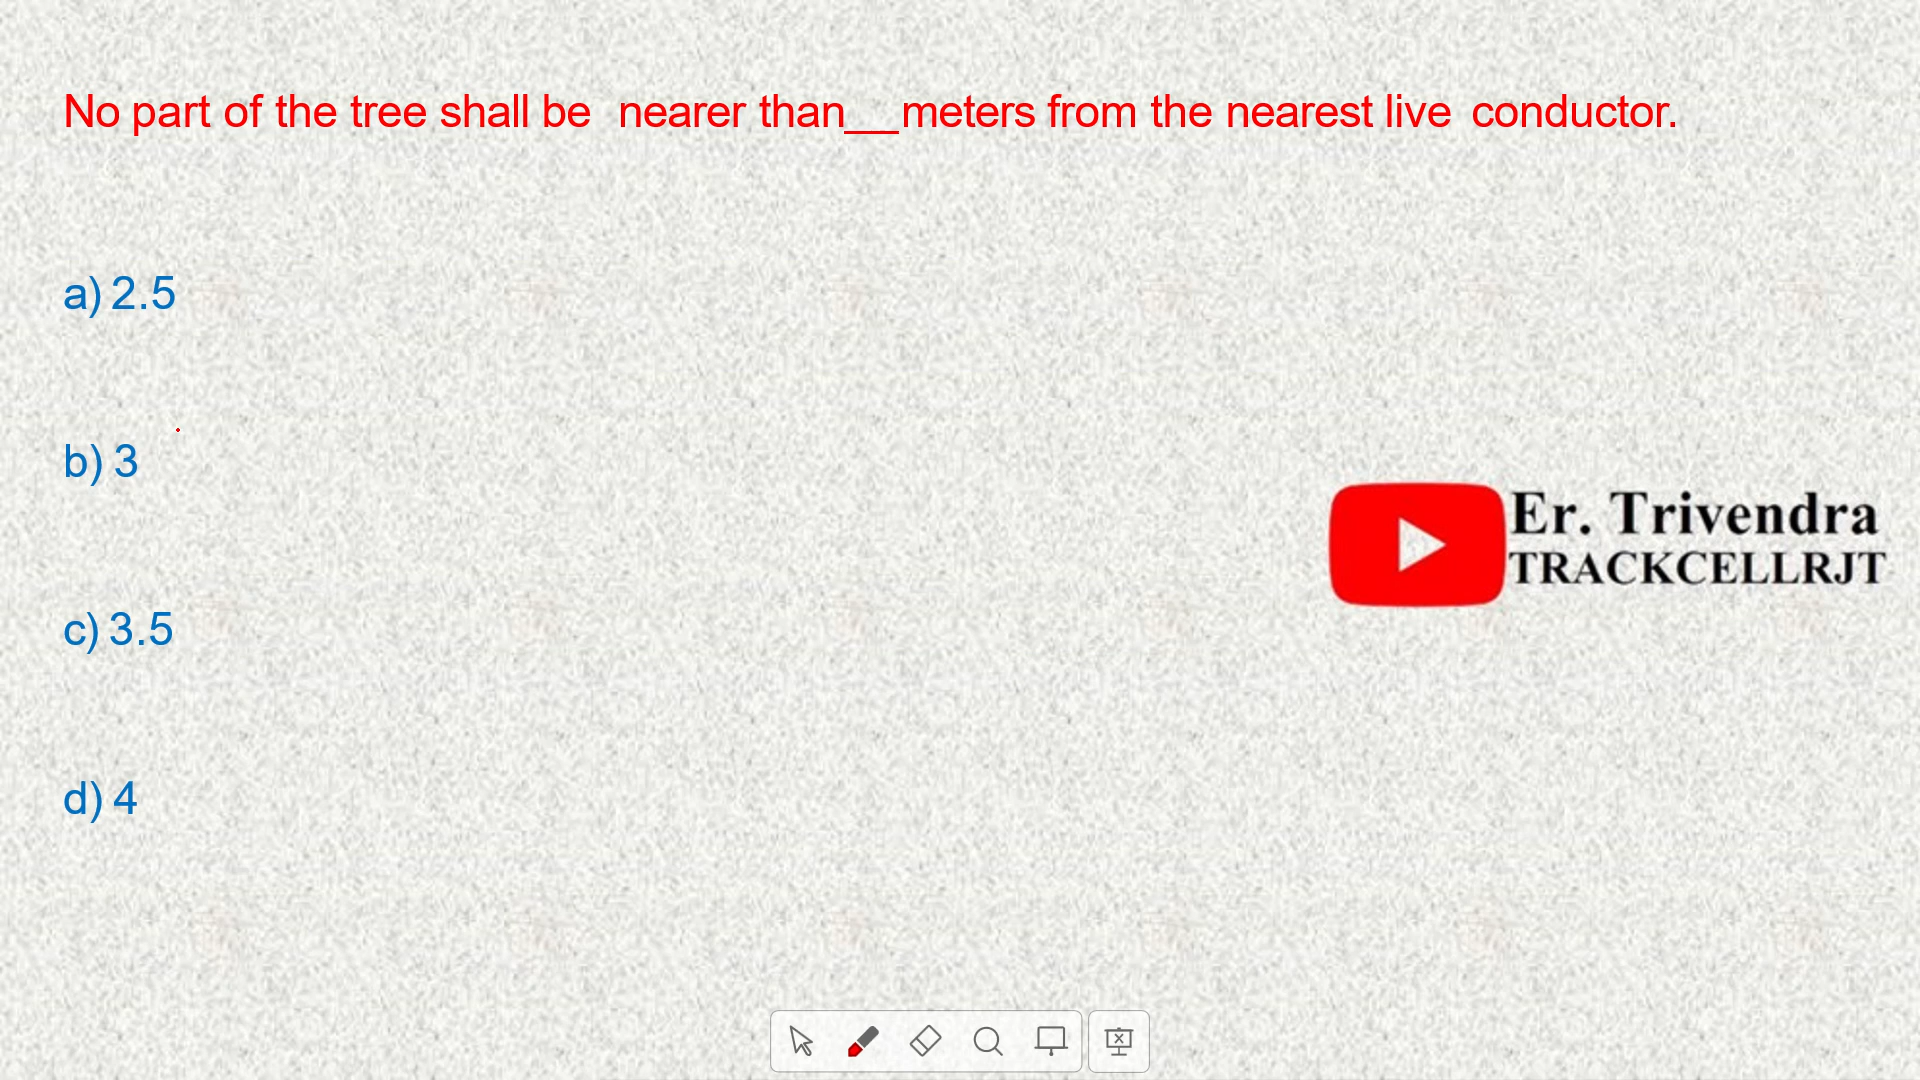 No part of the tree shall be nearer than__meters from the nearest live conductor.
a) 2.5
b) 3
c) 3.5
d) 4
Er. Trivendra
TRACKCELLRJT